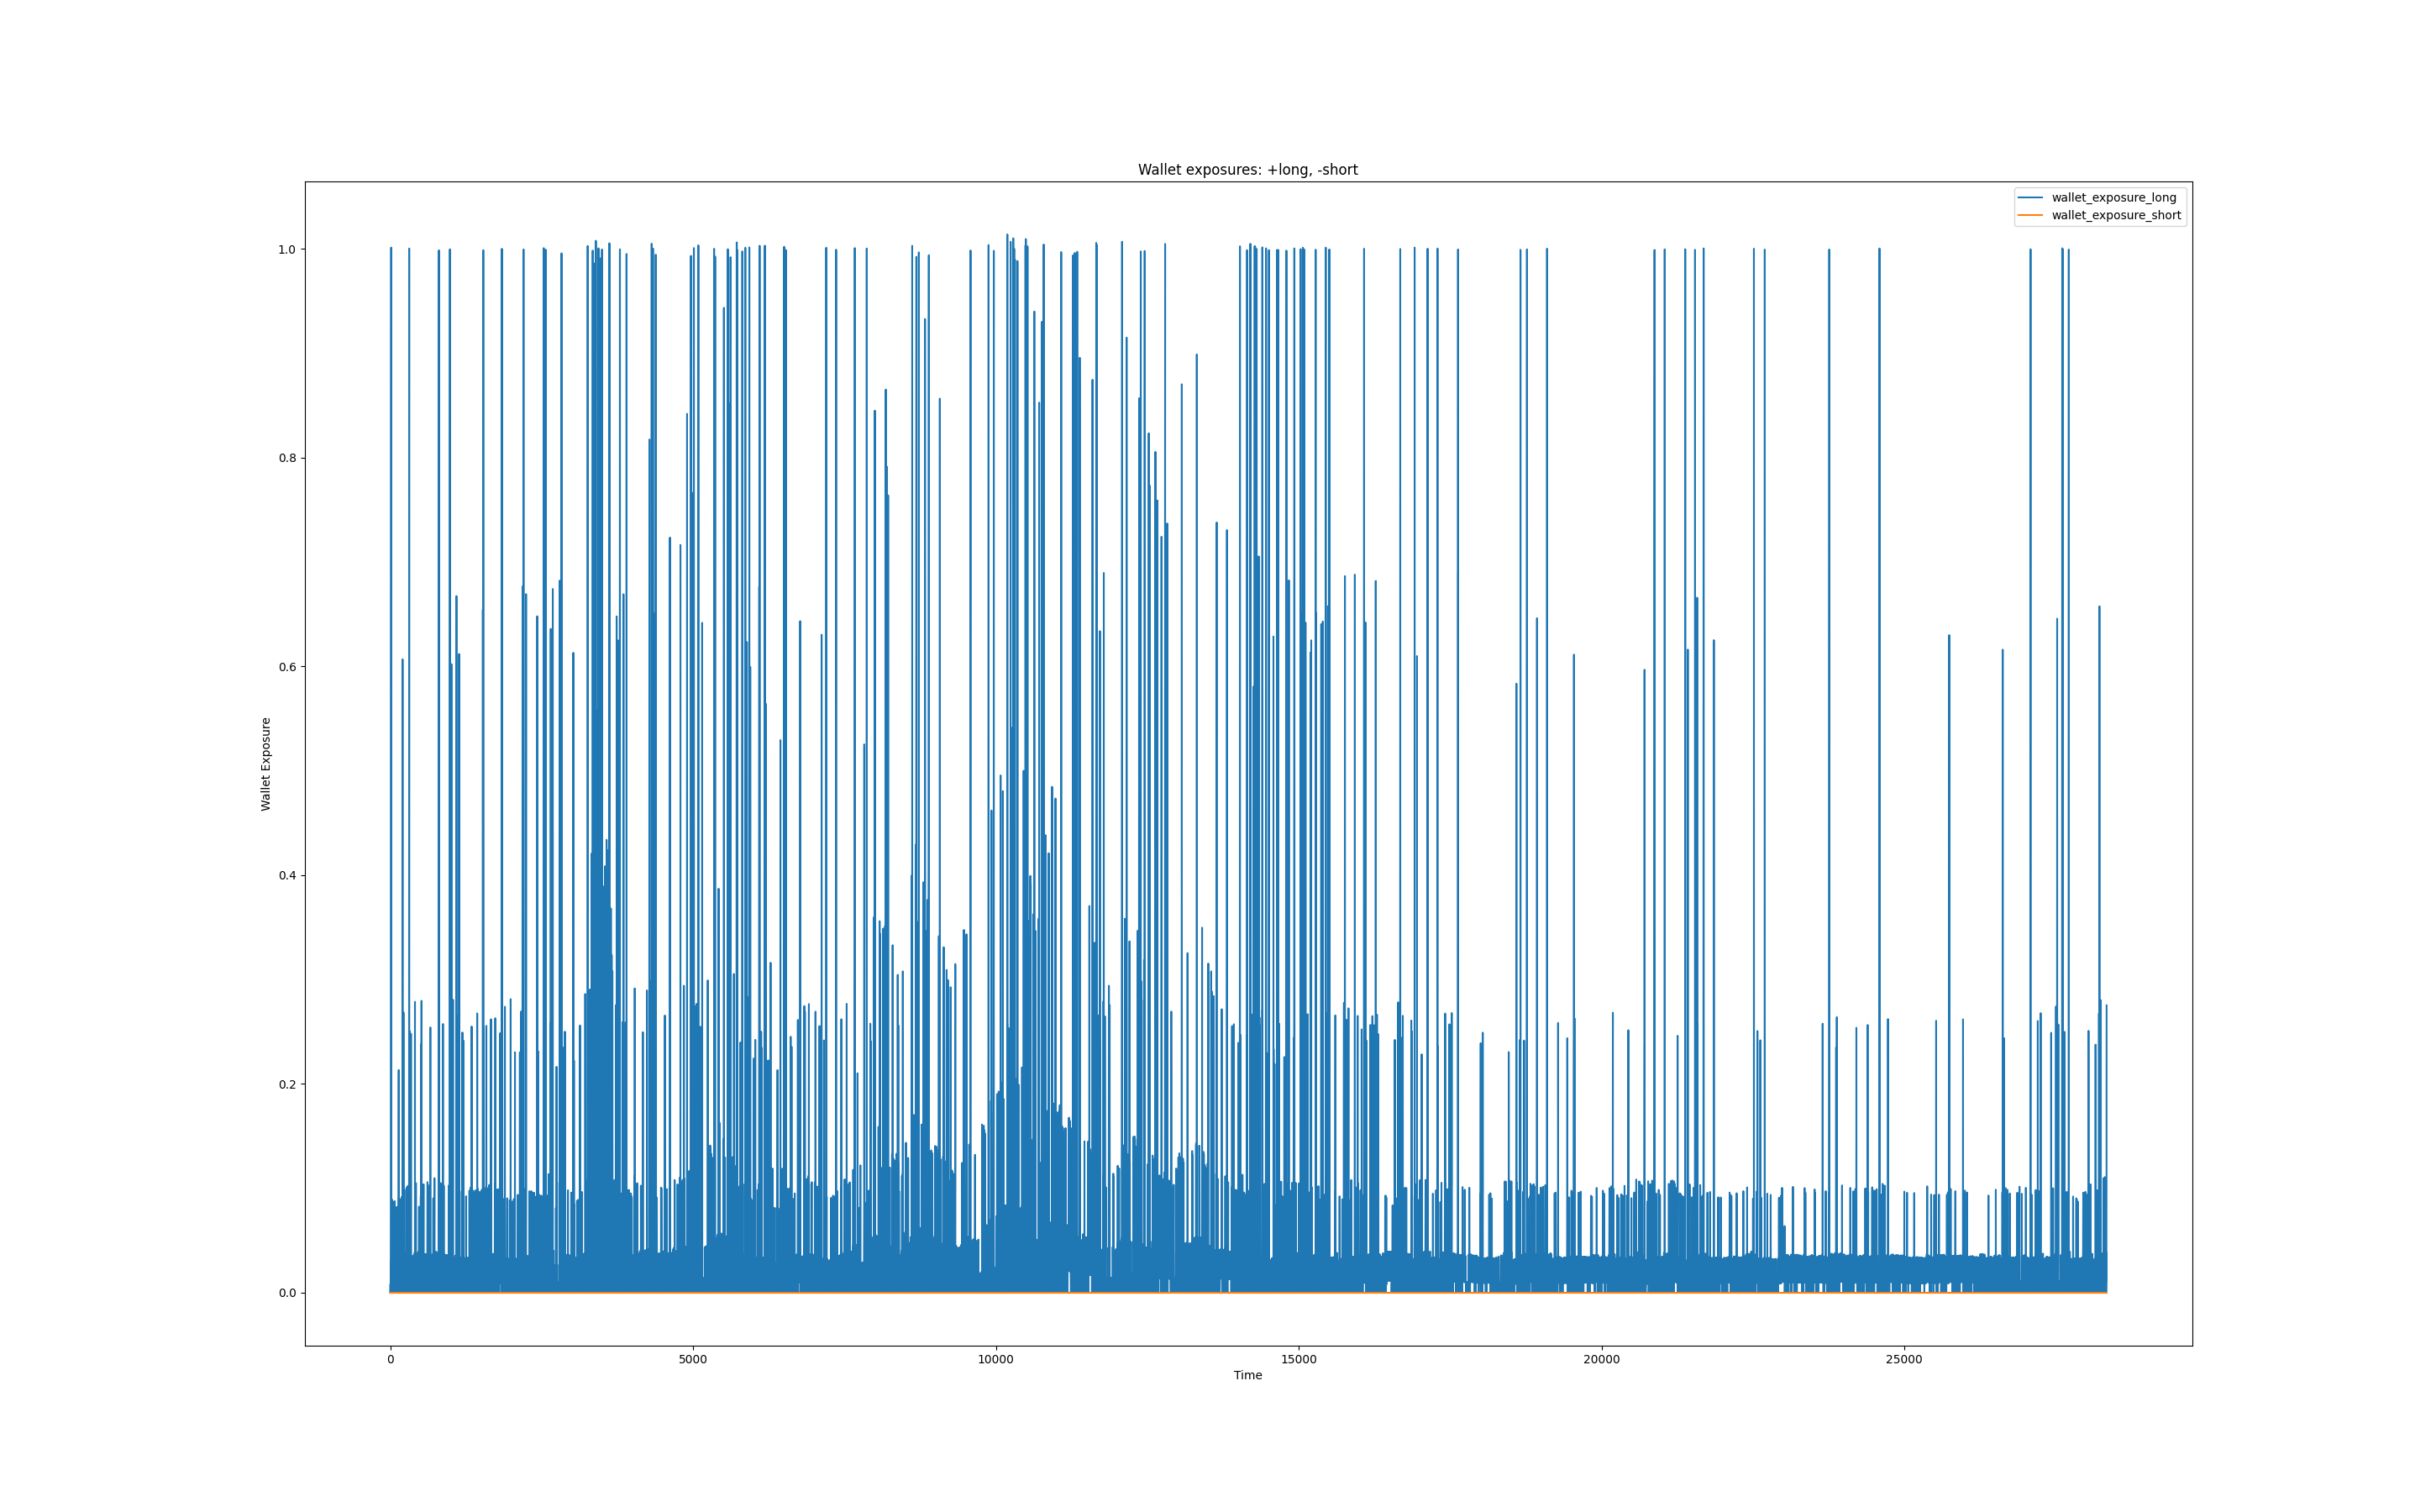 Wallet exposures: +long, -short
wallet_exposure_long
wallet_exposure_short
1.0
0.8
0.6
0.4
0.2
0.0
Wallet Exposure
0 5000 10000 15000 20000 25000
Time